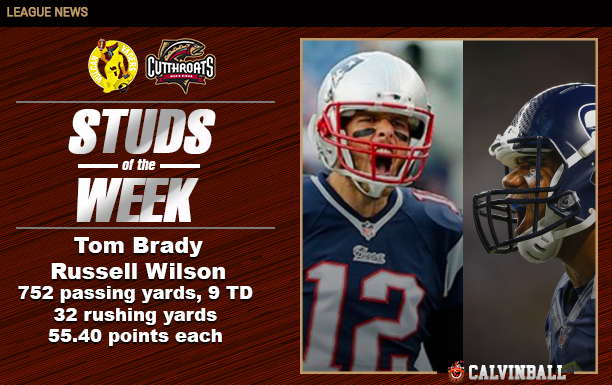 LEAGUE NEWS
CUTTHROATS
STUDS
of the
WEEK
Tom Brady
Russell Wilson
752 passing yards, 9 TD
32 rushing yards
55.40 points each
12
CALVINBALL